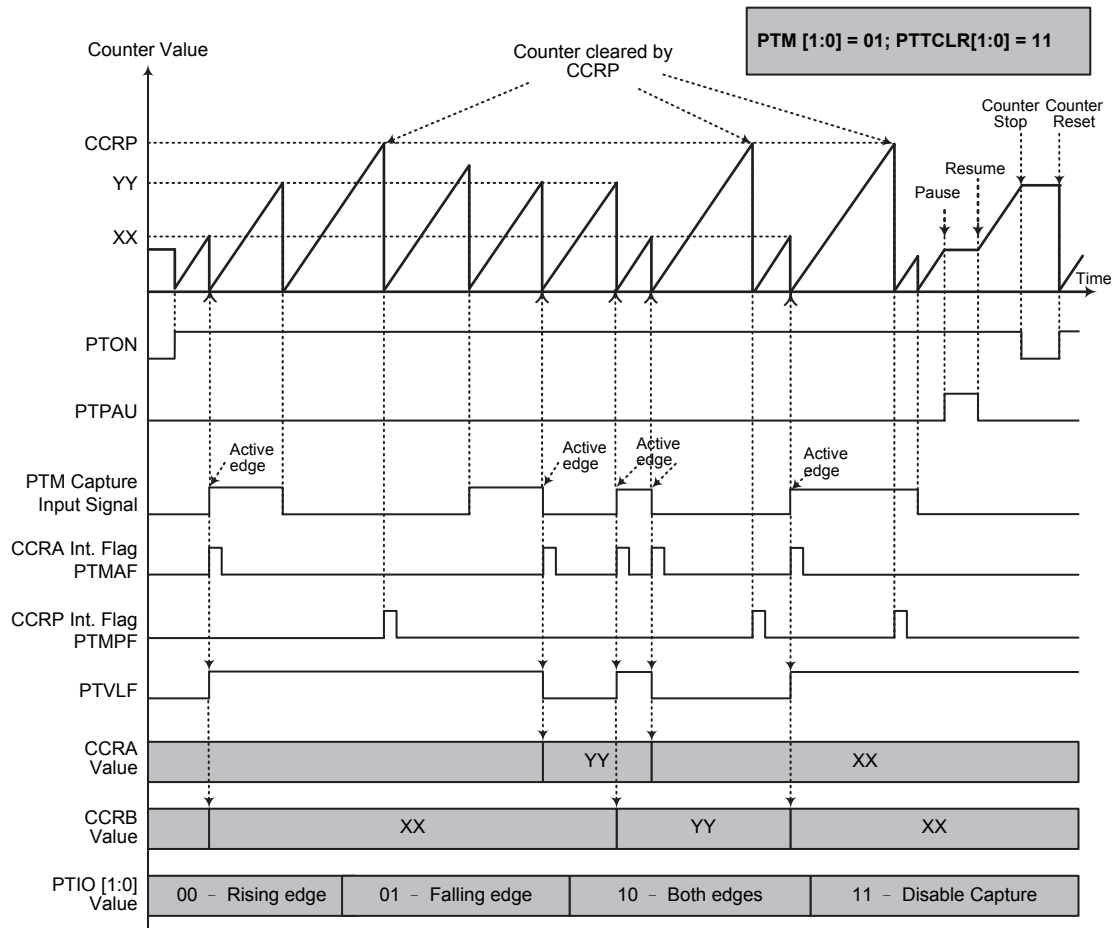 PTM [1:0] = 01; PTTCLR[1:0] = 11
Counter Value
Counter cleared by
CCRP
Counter
Stop
Counter
Reset
CCRP
YY
Resume
Pause
XX
Time
PTON
PTPAU
Active
edge
Active
edge
Active
edge
Active
edge
PTM Capture
Input Signal
CCRA Int. Flag
PTMAF
CCRP Int. Flag
PTMPF
PTVLF
CCRA
Value
YY
XX
CCRB
Value
XX
YY
XX
PTIO [1:0]
Value
00 – Rising edge
01 – Falling edge
10 – Both edges
11 – Disable Capture